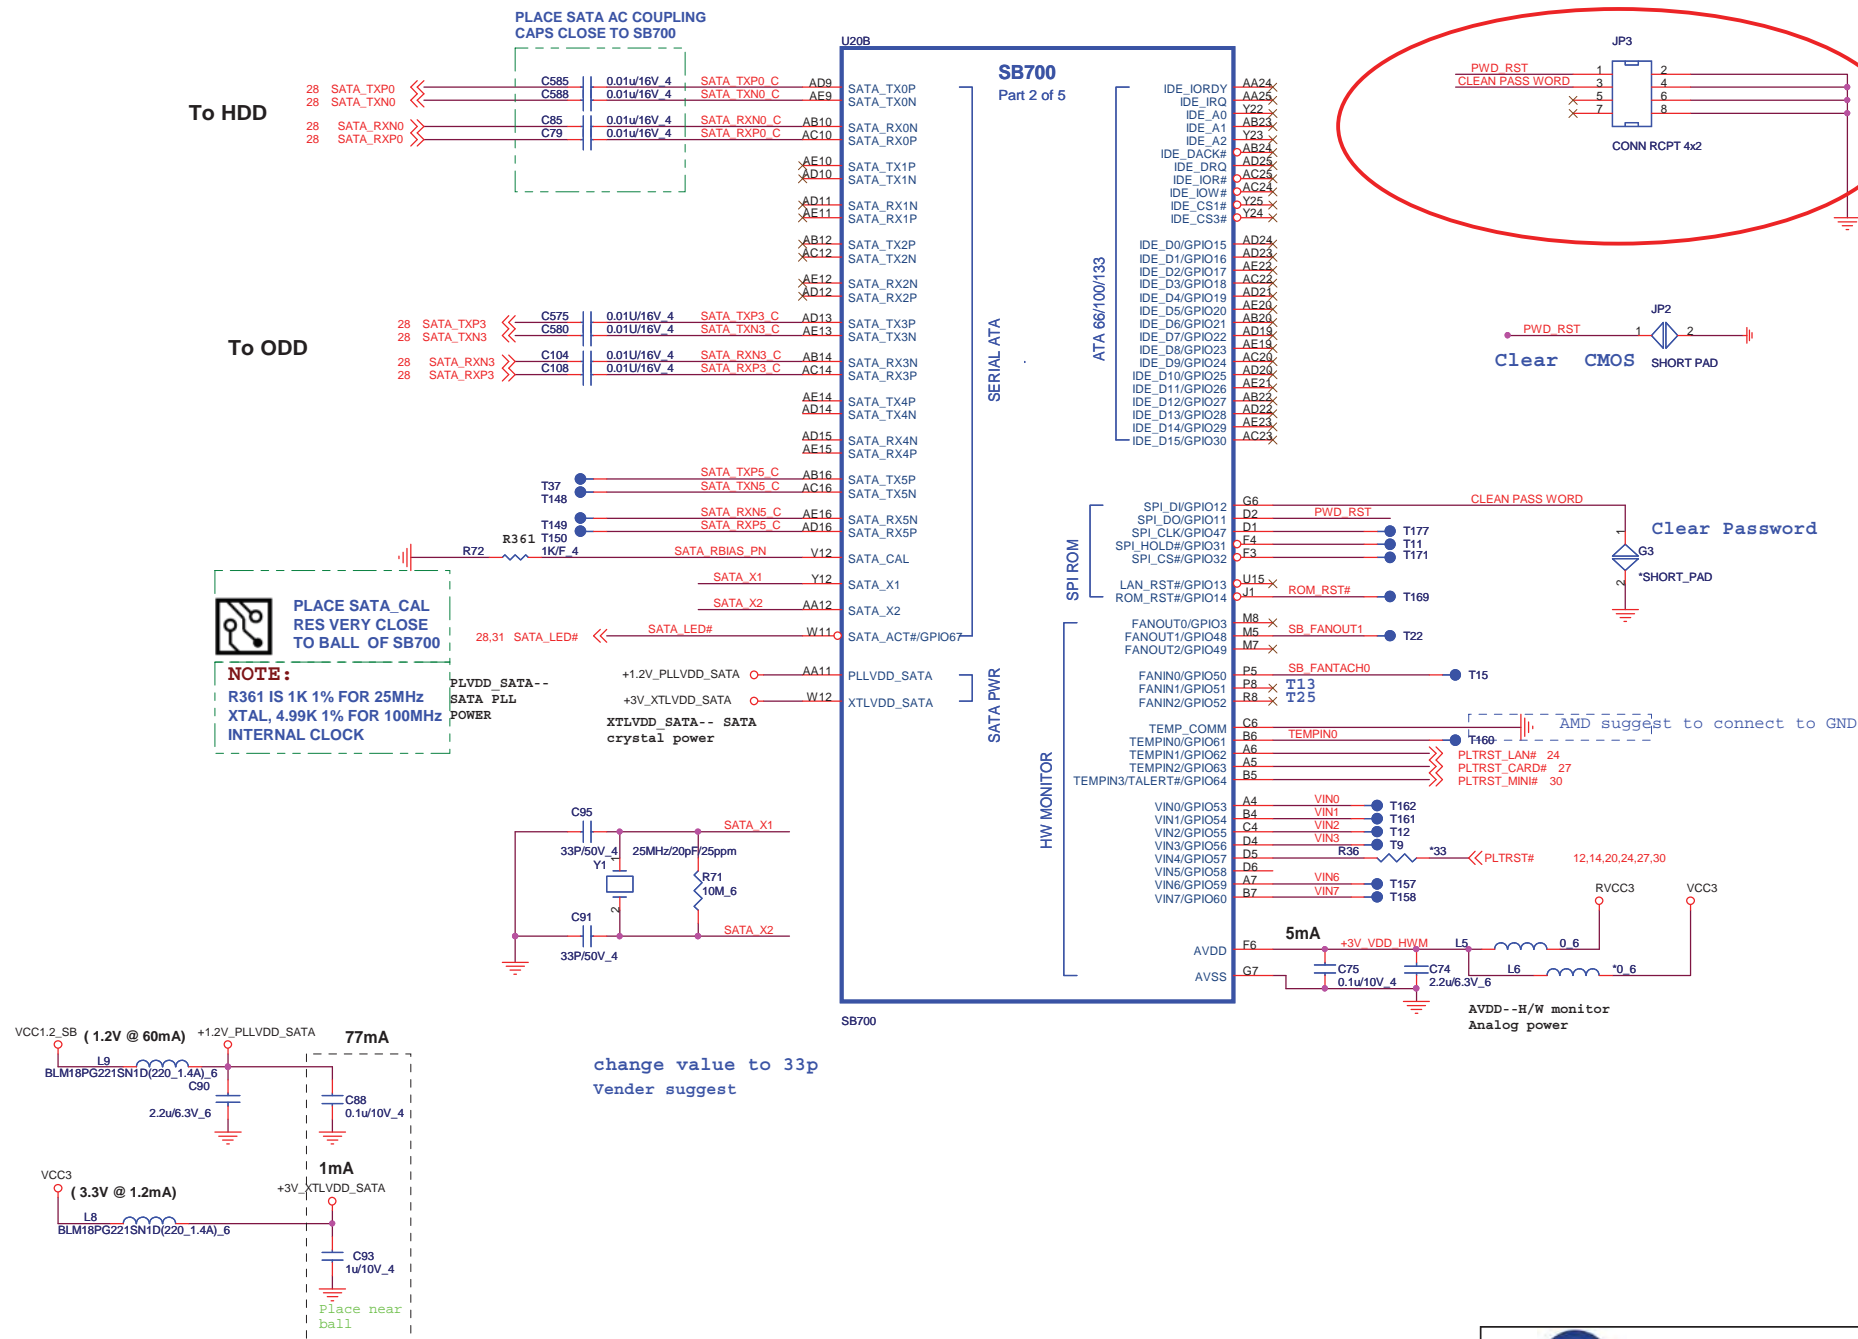 PLACE SATA AC COUPLING
CAPS CLOSE TO SB700
To HDD
28 SATA_TXP0
28 SATA_TXN0
28 SATA_RXN0
28 SATA_RXP0
C585 0.01u/16V_4 SATA_TXP0_C AD9
C588 0.01u/16V_4 SATA_TXN0_C AE9
C85 0.01u/16V_4 SATA_RXN0_C AB10
C79 0.01u/16V_4 SATA_RXP0_C AC10
AE10
AD10
AD11
AE11
AB12
AC12
AE12
AD12
To ODD
28 SATA_TXP3
28 SATA_TXN3
28 SATA_RXN3
28 SATA_RXP3
C575 0.01U/16V_4 SATA_TXP3_C AD13
C580 0.01U/16V_4 SATA_TXN3_C AE13
C104 0.01U/16V_4 SATA_RXN3_C AB14
C108 0.01U/16V_4 SATA_RXP3_C AC14
AE14
AD14
AD15
AE15
T37 SATA_TXP5_C AB16
T148 SATA_TXN5_C AC16
T149 SATA_RXN5_C AE16
T150 SATA_RXP5_C AD16
R361
R72 1K/F_4 SATA_RBIAS_PN V12
SATA_X1 Y12
SATA_X2 AA12
28,31 SATA_LED# SATA_LED# W11
+1.2V_PLLVDD_SATA AA11
+3V_XTLVDD_SATA W12
PLACE SATA_CAL
RES VERY CLOSE
TO BALL OF SB700
NOTE:
R361 IS 1K 1% FOR 25MHz
XTAL, 4.99K 1% FOR 100MHz
INTERNAL CLOCK
PLVDD_SATA--
SATA PLL
POWER
XTLVDD_SATA-- SATA
crystal power
U20B
SB700
Part 2 of 5
SATA_TX0P
SATA_TX0N
SATA_RX0N
SATA_RX0P
SATA_TX1P
SATA_TX1N
SATA_RX1N
SATA_RX1P
SATA_TX2P
SATA_TX2N
SATA_RX2N
SATA_RX2P
SATA_TX3P
SATA_TX3N
SATA_RX3N
SATA_RX3P
SATA_TX4P
SATA_TX4N
SATA_RX4N
SATA_RX4P
SATA_TX5P
SATA_TX5N
SATA_RX5N
SATA_RX5P
SATA_CAL
SATA_X1
SATA_X2
SATA_ACT#/GPIO67
PLLVDD_SATA
XTLVDD_SATA
SERIAL ATA
SATA PWR
ATA 66/100/133
SPI ROM
HW MONITOR
IDE_IORDY AA24
IDE_IRQ AA25
IDE_A0 Y22
IDE_A1 AB23
IDE_A2 Y23
IDE_DACK# AB24
IDE_DRQ AD25
IDE_IOR# AC25
IDE_IOW# AC24
IDE_CS1# Y25
IDE_CS3# Y24
IDE_D0/GPIO15 AD24
IDE_D1/GPIO16 AD23
IDE_D2/GPIO17 AE22
IDE_D3/GPIO18 AC22
IDE_D4/GPIO19 AD21
IDE_D5/GPIO20 AE20
IDE_D6/GPIO21 AB20
IDE_D7/GPIO22 AD19
IDE_D8/GPIO23 AE19
IDE_D9/GPIO24 AC20
IDE_D10/GPIO25 AD20
IDE_D11/GPIO26 AE21
IDE_D12/GPIO27 AB22
IDE_D13/GPIO28 AD22
IDE_D14/GPIO29 AE23
IDE_D15/GPIO30 AC23
SPI_DI/GPIO12 G6 CLEAN PASS WORD
SPI_DO/GPIO11 D2 PWD_RST
SPI_CLK/GPIO47 D1 T177
SPI_HOLD#/GPIO31 F4 T11
SPI_CS#/GPIO32 F3 T171
LAN_RST#/GPIO13 U15
ROM_RST#/GPIO14 J1 ROM_RST# T169
FANOUT0/GPIO3 M8
FANOUT1/GPIO48 M5 SB_FANOUT1 T22
FANOUT2/GPIO49 M7
FANIN0/GPIO50 P5 SB_FANTACH0 T15
FANIN1/GPIO51 P8 T13
FANIN2/GPIO52 R8 T25
TEMP_COMM C6 AMD suggest to connect to GND
TEMPIN0/GPIO61 B6 TEMPIN0 T160
TEMPIN1/GPIO62 A6 PLTRST_LAN# 24
TEMPIN2/GPIO63 A5 PLTRST_CARD# 27
TEMPIN3/TALERT#/GPIO64 B5 PLTRST_MINI# 30
VIN0/GPIO53 A4 VIN0 T162
VIN1/GPIO54 B4 VIN1 T161
VIN2/GPIO55 C4 VIN2 T12
VIN3/GPIO56 D4 VIN3 T9
VIN4/GPIO57 D5 R36 *33 PLTRST# 12,14,20,24,27,30
VIN5/GPIO58 D6
VIN6/GPIO59 A7 VIN6 T157
VIN7/GPIO60 B7 VIN7 T158
RVCC3 VCC3
5mA
AVDD F6 +3V_VDD_HWM L5 0_6
AVSS G7 L6 *0_6
C75
0.1u/10V_4
C74
2.2u/6.3V_6
AVDD--H/W monitor
Analog power
SB700
JP3
PWD_RST 1 2
CLEAN PASS WORD 3 4
5 6
7 8
CONN RCPT 4x2
JP2
PWD_RST 1 2
Clear CMOS SHORT PAD
Clear Password
1
G3
*SHORT_PAD
2
C95 SATA_X1
33P/50V_4 25MHz/20pF/25ppm
Y1
1
2
R71
10M_6
C91 SATA_X2
33P/50V_4
change value to 33p
Vender suggest
VCC1.2_SB ( 1.2V @ 60mA) +1.2V_PLLVDD_SATA 77mA
L9
BLM18PG221SN1D(220_1.4A)_6
C90
2.2u/6.3V_6
C88
0.1u/10V_4
VCC3 ( 3.3V @ 1.2mA) 1mA
+3V_XTLVDD_SATA
L8
BLM18PG221SN1D(220_1.4A)_6
C93
1u/10V_4
Place near
ball